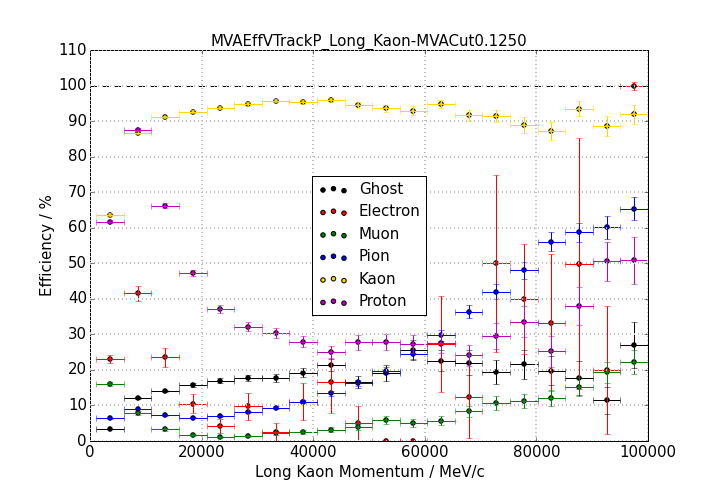 MVAEffVTrackP_Long_Kaon-MVACut0.1250
110
100
90
80
70
60
50
40
30
20
10
0
Efficiency / %
Ghost
Electron
Muon
Pion
Kaon
Proton
0 20000 40000 60000 80000 100000
Long Kaon Momentum / MeV/c